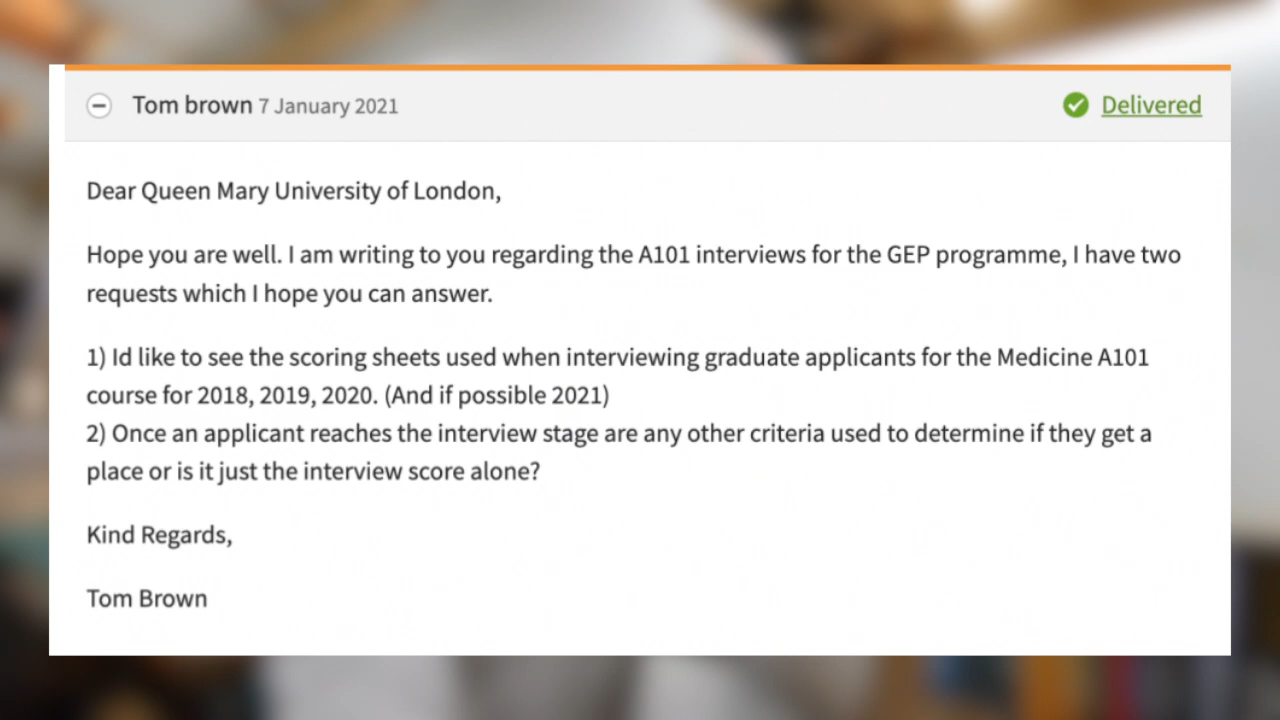 Tom brown 7 January 2021
Delivered
Dear Queen Mary University of London,
Hope you are well. I am writing to you regarding the A101 interviews for the GEP programme, I have two
requests which I hope you can answer.
1) Id like to see the scoring sheets used when interviewing graduate applicants for the Medicine A101
course for 2018, 2019, 2020. (And if possible 2021)
2) Once an applicant reaches the interview stage are any other criteria used to determine if they get a
place or is it just the interview score alone?
Kind Regards,
Tom Brown